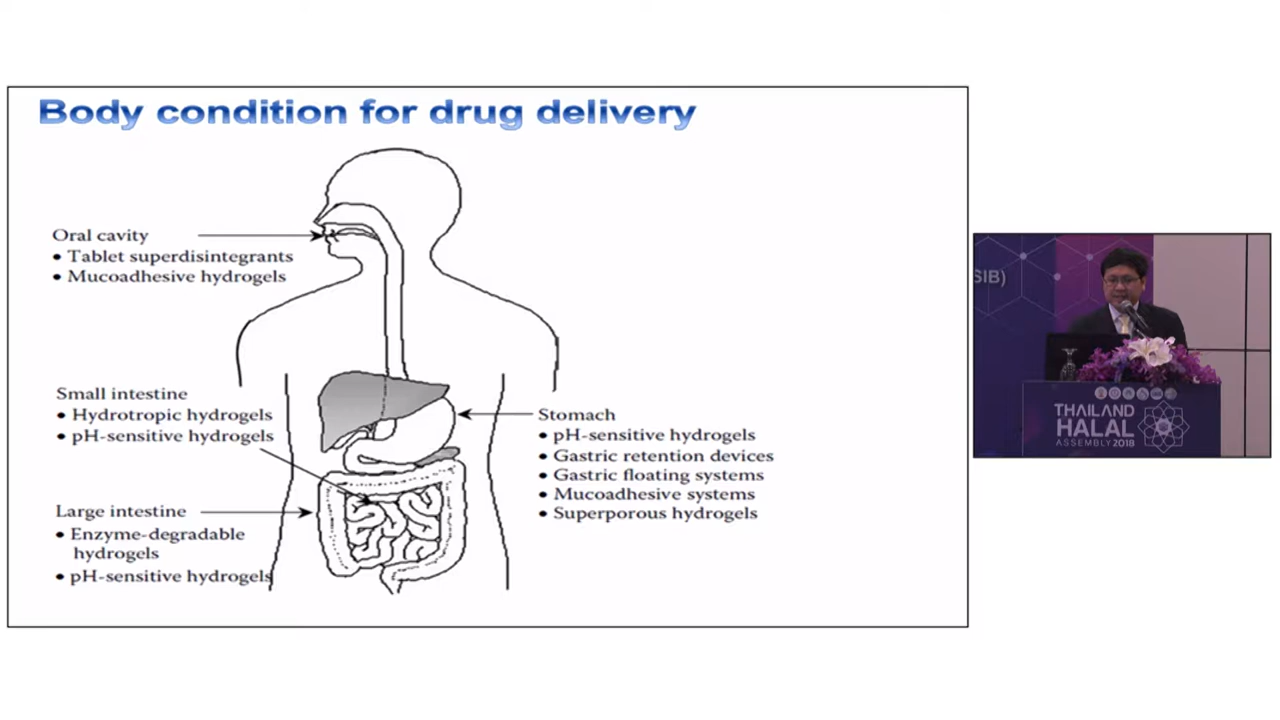 Body condition for drug delivery
Oral cavity
• Tablet superdisintegrants
• Mucoadhesive hydrogels
Small intestine
• Hydrotropic hydrogels
• pH-sensitive hydrogels
Large intestine
• Enzyme-degradable
hydrogels
• pH-sensitive hydrogels
Stomach
• pH-sensitive hydrogels
• Gastric retention devices
• Gastric floating systems
• Mucoadhesive systems
• Superporous hydrogels
SIB)
THAILAND
HALAL
ASSEMBLY 2018